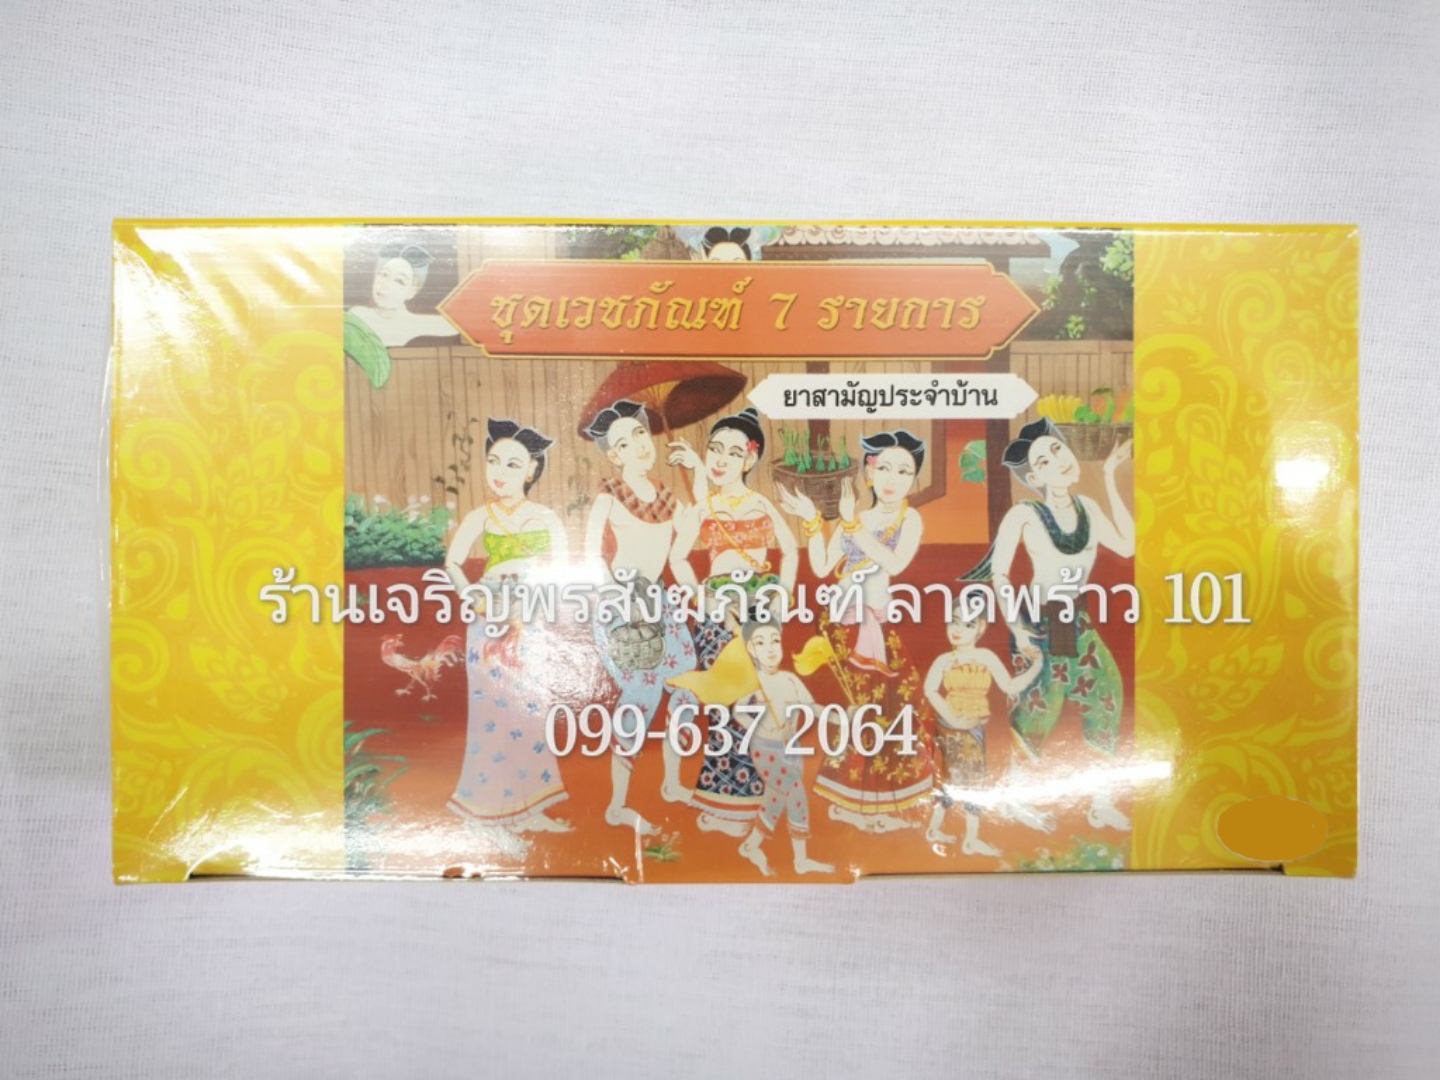 ชุดเวชภัณฑ์ 7 รายการ
ยาสามัญประจำบ้าน
ร้านเจริญพรสังฆภัณฑ์ ลาดพร้าว 101
099-637 2064